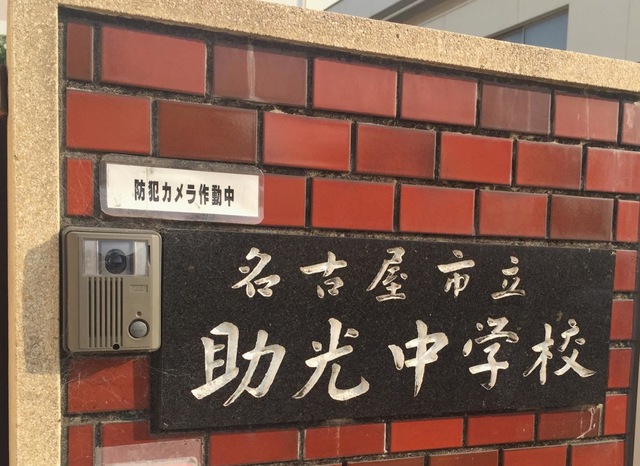 防犯カメラ作動中
名古屋市立
助光中学校